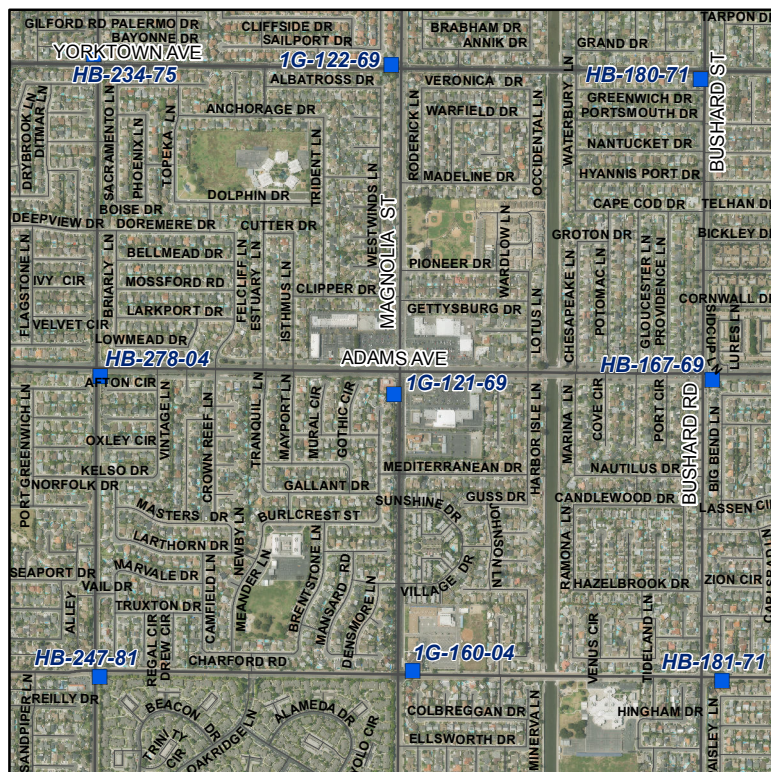 GILFORD RD PALERMO DR
BAYONNE DR
CLIFFSIDE DR
SAILPORT DR
BRABHAM DR
ANNIK DR
GRAND DR
TARPON DR
YORKTOWN AVE
HB-234-75
1G-122-69
HB-180-71
ALBATROSS DR
VERONICA DR
BUSHARD ST
DRYBROOK LN
DITMAR LN
SACRAMENTO LN
PHOENIX LN
TOPEKA LN
ANCHORAGE DR
TRIDENT LN
RODERICK LN
WARFIELD DR
OCCIDENTAL LN
WATERBURY LN
GREENWICH DR
PORTSMOUTH DR
NANTUCKET DR
HYANNIS PORT DR
MADELINE DR
DOLPHIN DR
WESTWINDS LN
MAGNOLIA ST
BOISE DR
DEEPVIEW DR
DOREMERE DR
CUTTER DR
CAPE COD DR
TELHAN DR
GROTON DR
BICKLEY DR
FLAGSTONE LN
BRIARLY LN
BELLMEAD DR
IVY CIR
MOSSFORD RD
LARKPORT DR
VELVET CIR
LOWMEAD DR
FELCLIFF LN
ESTUARY LN
ISTHMUS LN
CLIPPER DR
PIONEER DR
WARDLOW LN
GETTYSBURG DR
LOTUS LN
CHESAPEAKE LN
POTOMAC LN
GLOUCESTER LN
PROVIDENCE LN
CORNWALL DR
SIDCUP LN
LURES LN
ADAMS AVE
HB-278-04
1G-121-69
HB-167-69
AFTON CIR
PORT GREENWICH LN
VINTAGE LN
OXLEY CIR
KELSO DR
NORFOLK DR
CROWN REEF LN
TRANQUIL LN
MAYPORT LN
MURAL CIR
GOTHIC CIR
GALLANT DR
MEDITERRANEAN DR
HARBOR ISLE LN
MARINA LN
COVE CIR
PORT CIR
BUSHARD RD
BIG BEND LN
NAUTILUS DR
MASTERS DR
LARTHORN DR
NEWBY LN
BURLCREST ST
SUNSHINE DR
GUSS DR
JOHNSON LN
CANDLEWOOD DR
LASSEN CIR
SEAPORT DR
MARVALE DR
VAIL DR
TRUXTON DR
ALLEY
CAMFIELD LN
MEANDER LN
BRENTSTONE LN
MANSARD RD
DENSMORE LN
VILLAGE DR
RAMONA LN
HAZELBROOK DR
ZION CIR
CARLSBAD LN
REGAL CIR
DREW CIR
CHARFORD RD
VENUS CIR
TIDELAND LN
HB-247-81
1G-160-04
HB-181-71
SANDPIPER LN
REILLY DR
BEACON DR
TRINITY CIR
OAKRIDGE LN
ALAMEDA DR
YOLO CIR
COLBREGGAN DR
ELLSWORTH DR
MINERVA LN
HINGHAM DR
AISLEY LN